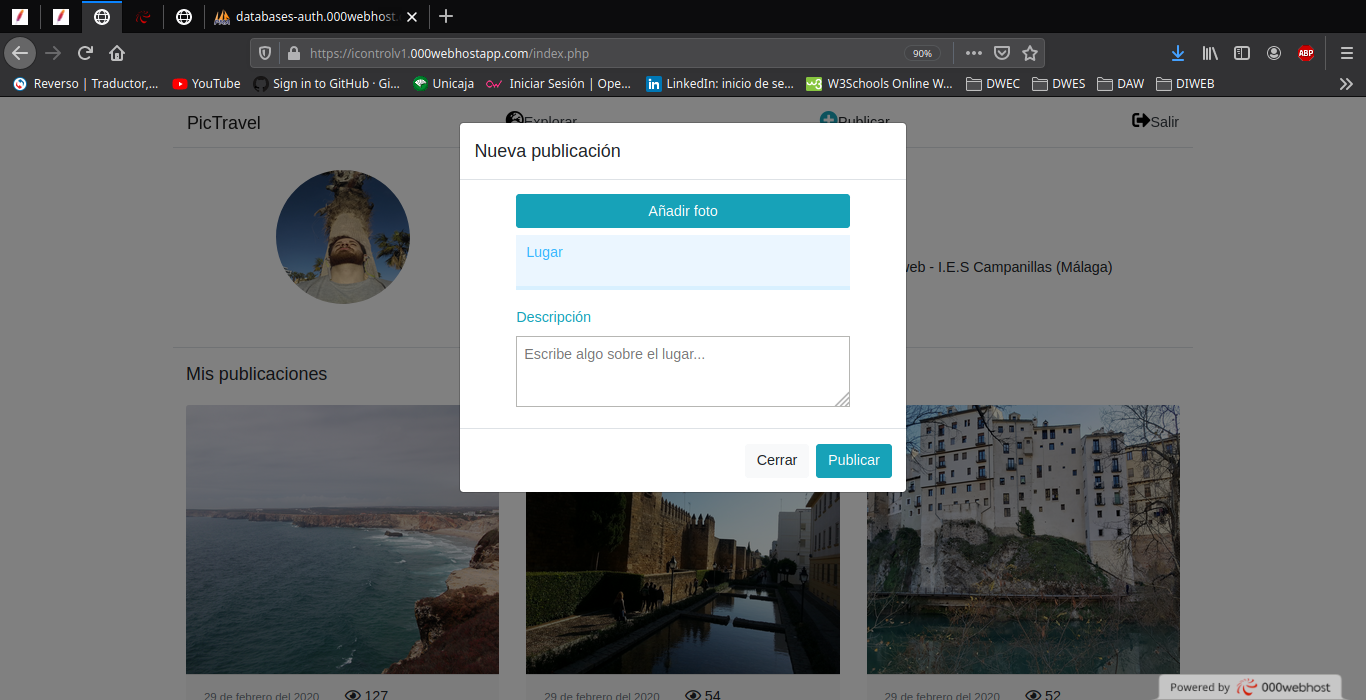 databases-auth.000webhost.
https://icontrolv1.000webhostapp.com/index.php
90%
ABP
Reverso | Traductor,...
YouTube
Sign in to GitHub · Gi...
Unicaja
Iniciar Sesión | Ope...
LinkedIn: inicio de se...
W3Schools Online W...
DWEC
DWES
DAW
DIWEB
PicTravel
Explorar
Publicar
Salir
Nueva publicación
Añadir foto
Lugar
web - I.E.S Campanillas (Málaga)
Descripción
Escribe algo sobre el lugar...
Mis publicaciones
Cerrar
Publicar
29 de febrero del 2020
127
29 de febrero del 2020
54
29 de febrero del 2020
52
Powered by 000webhost